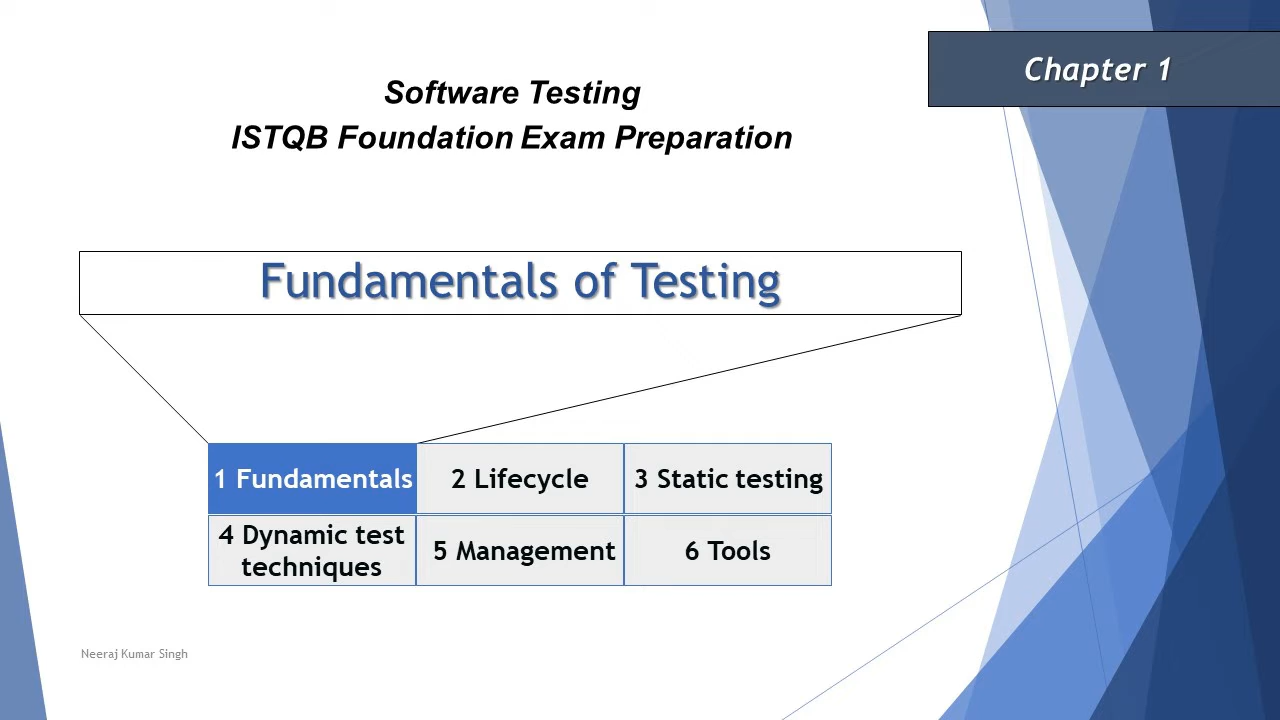 Chapter 1
Software Testing
ISTQB Foundation Exam Preparation
Fundamentals of Testing
1 Fundamentals
2 Lifecycle
3 Static testing
4 Dynamic test
techniques
5 Management
6 Tools
Neeraj Kumar Singh